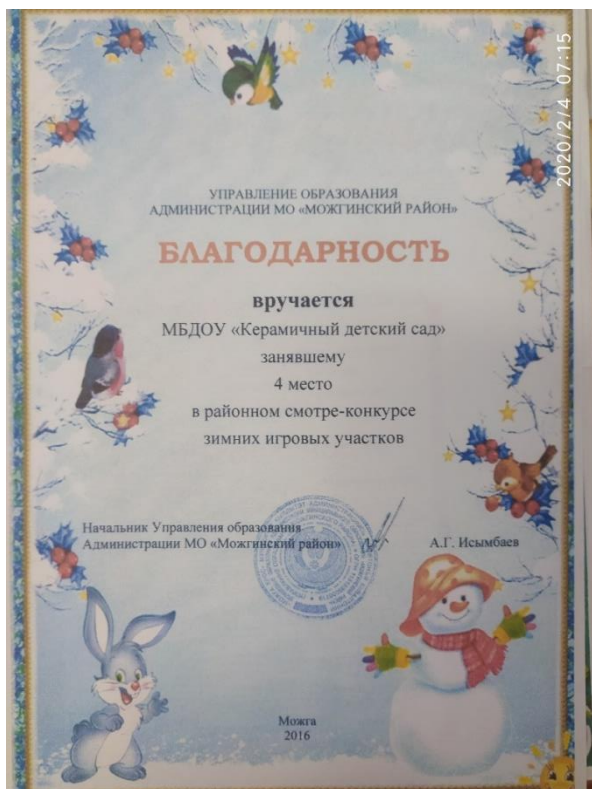 2020/2/4 07:15
УПРАВЛЕНИЕ ОБРАЗОВАНИЯ
АДМИНИСТРАЦИИ МО «МОЖГИНСКИЙ РАЙОН»
БЛАГОДАРНОСТЬ
вручается
МБДОУ «Керамичный детский сад»
занявшему
4 место
в районном смотре-конкурсе
зимних игровых участков
Начальник Управления образования
Администрации МО «Можгинский район»
А.Г. Исымбаев
Можга
2016